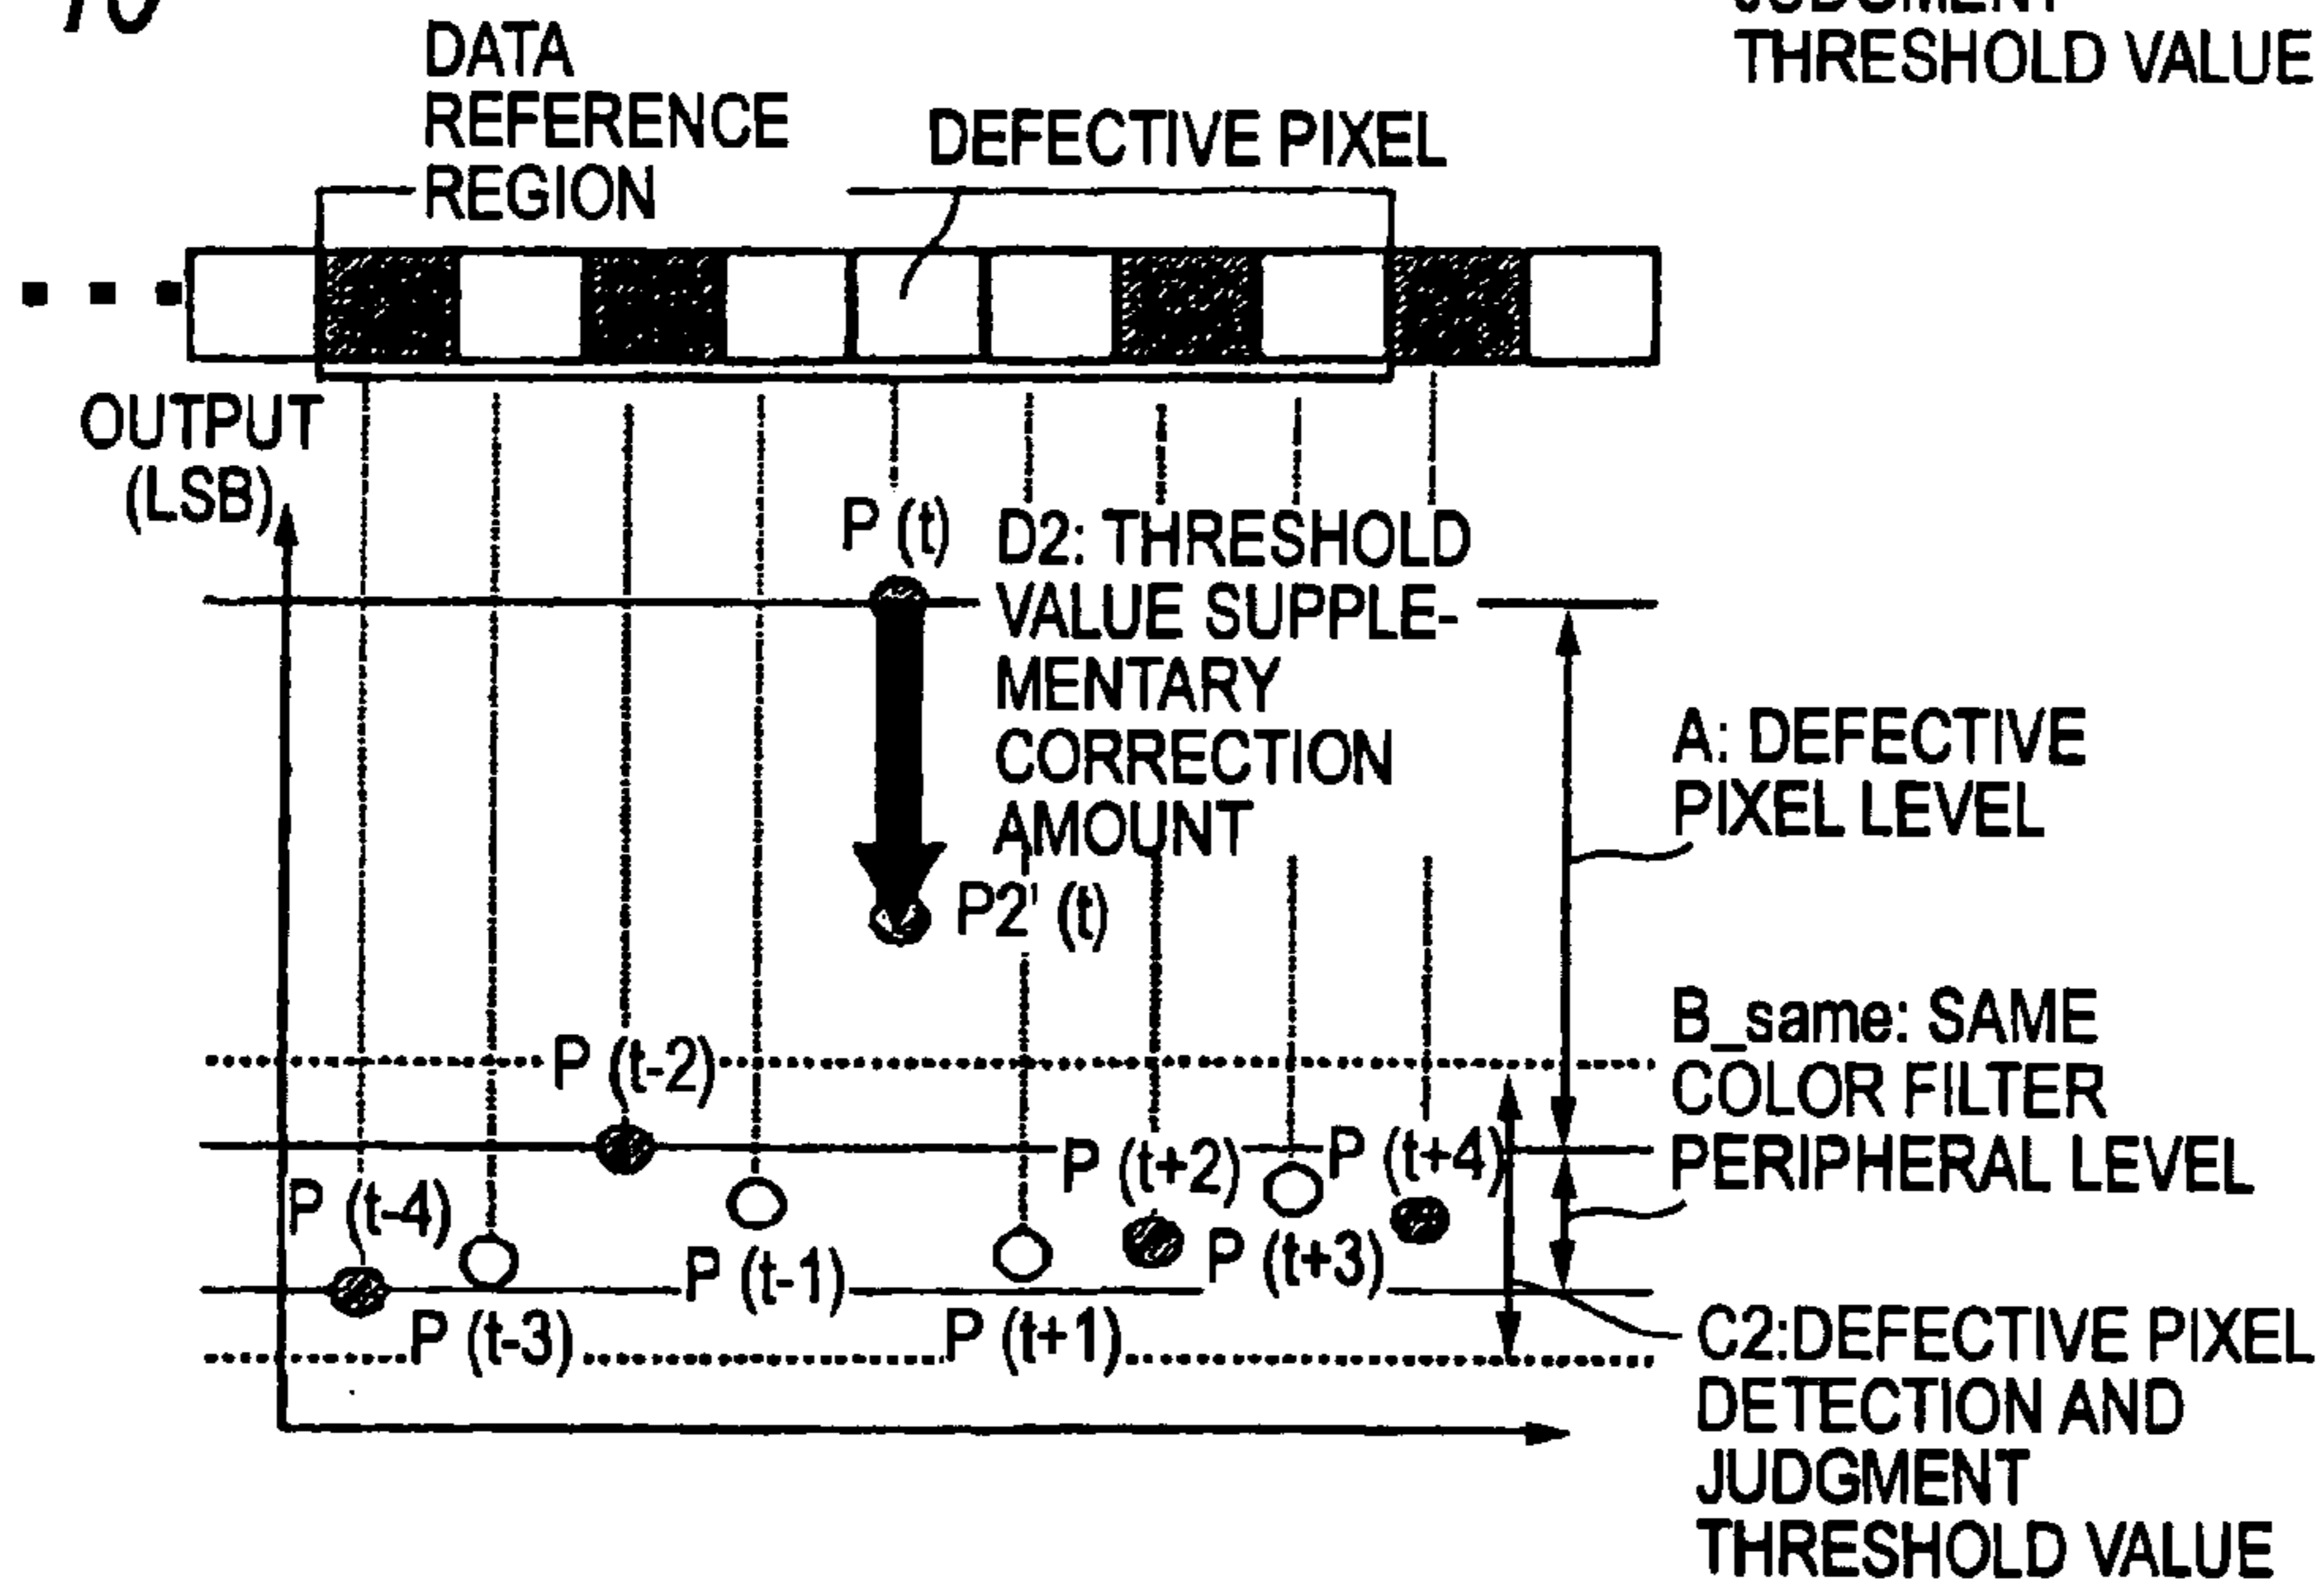 10
JUDGMENT
THRESHOLD VALUE
DATA
REFERENCE
REGION
DEFECTIVE PIXEL
OUTPUT
(LSB)
P (t)
D2: THRESHOLD
VALUE SUPPLE-
MENTARY
CORRECTION
AMOUNT
P2' (t)
A: DEFECTIVE
PIXEL LEVEL
B_same: SAME
COLOR FILTER
PERIPHERAL LEVEL
P (t-2)
P (t+2)
P (t+4)
P (t-4)
P (t-1)
P (t+3)
P (t-3)
P (t+1)
C2:DEFECTIVE PIXEL
DETECTION AND
JUDGMENT
THRESHOLD VALUE